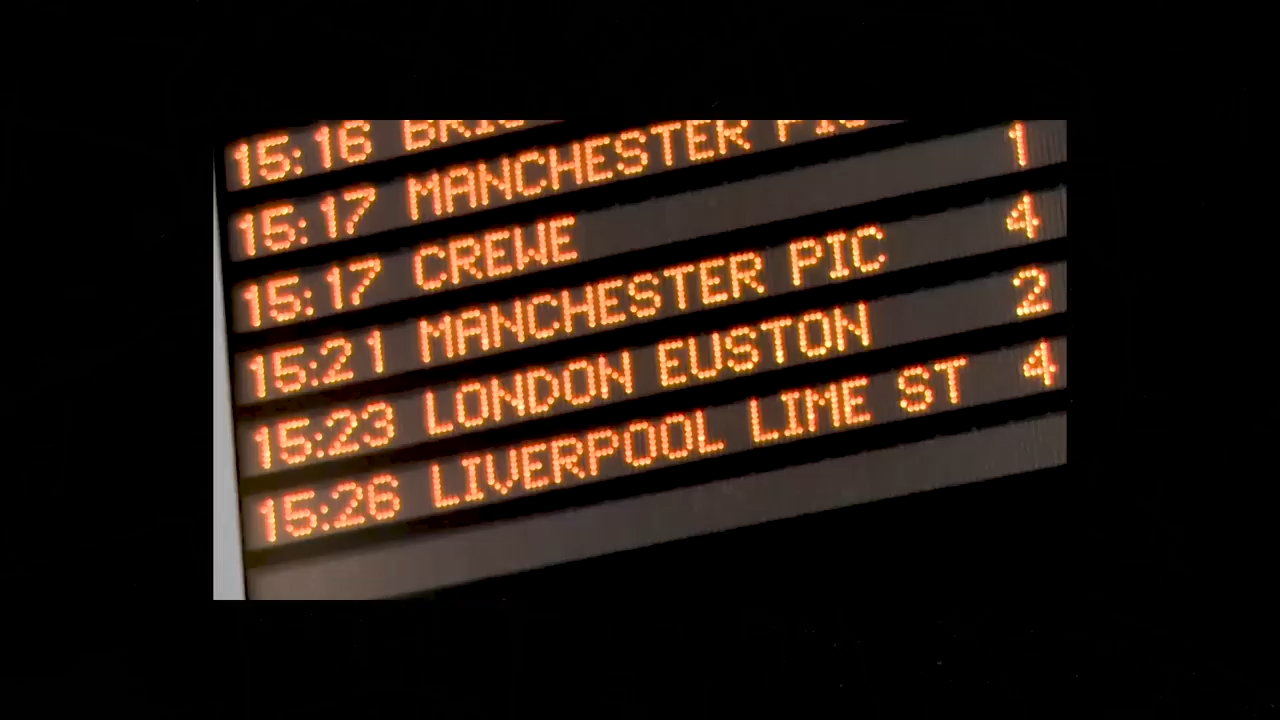 15:16
15:17 MANCHESTER PIC
15:17 CREWE 1
15:21 MANCHESTER PIC 4
15:23 LONDON EUSTON 2
15:26 LIVERPOOL LIME ST 4